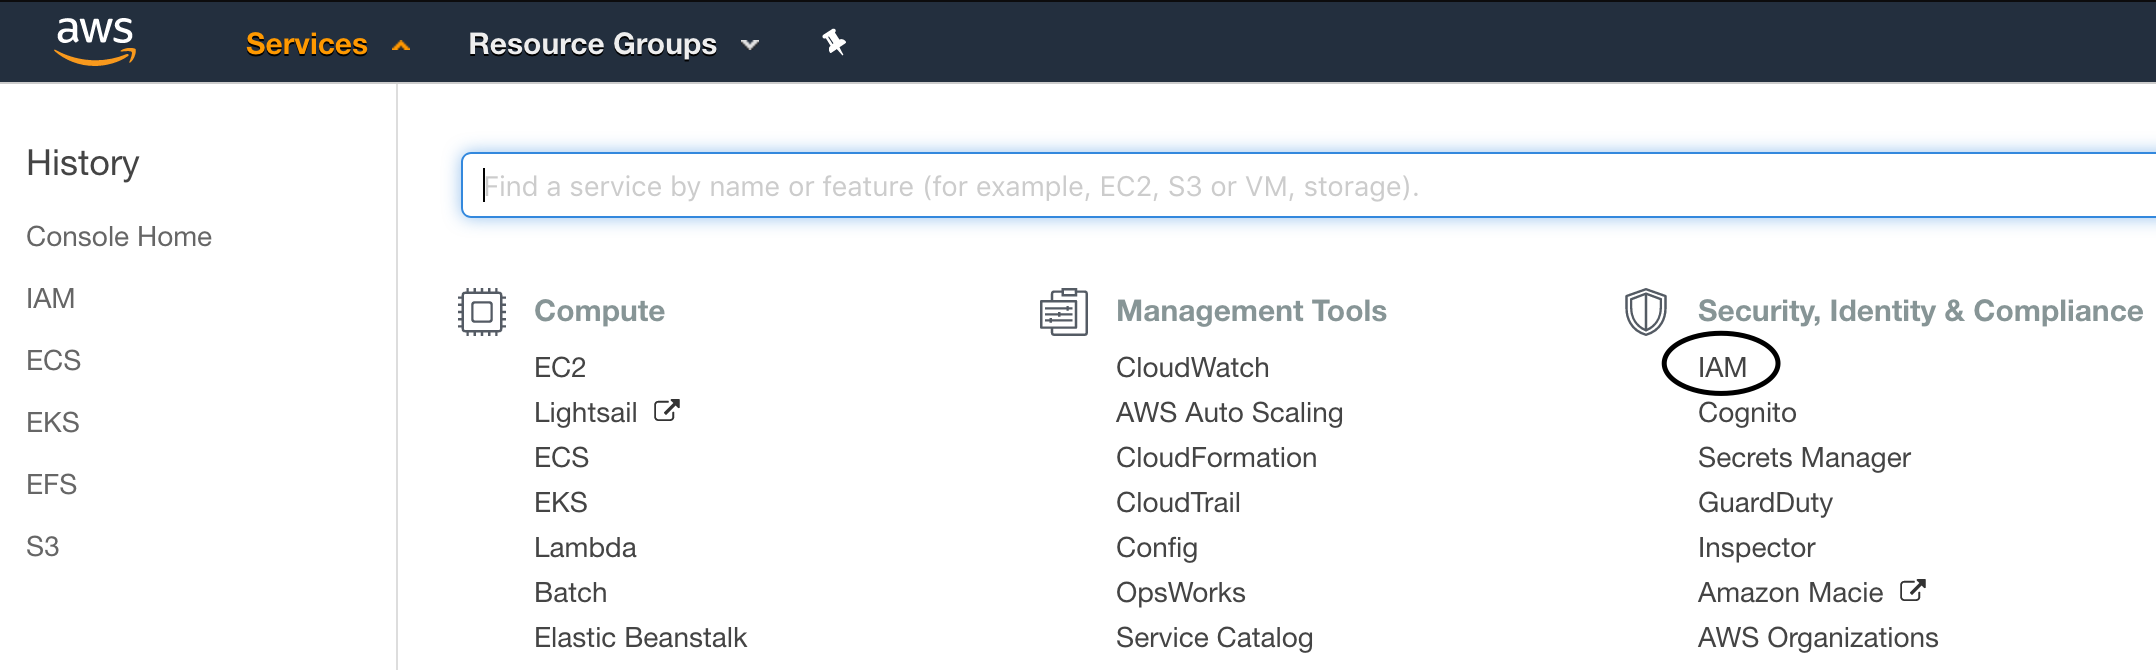 aws
Services
Resource Groups
History
Console Home
IAM
ECS
EKS
EFS
S3
Find a service by name or feature (for example, EC2, S3 or VM, storage).
Compute
EC2
Lightsail
ECS
EKS
Lambda
Batch
Elastic Beanstalk
Management Tools
CloudWatch
AWS Auto Scaling
CloudFormation
CloudTrail
Config
OpsWorks
Service Catalog
Security, Identity & Compliance
IAM
Cognito
Secrets Manager
GuardDuty
Inspector
Amazon Macie
AWS Organizations